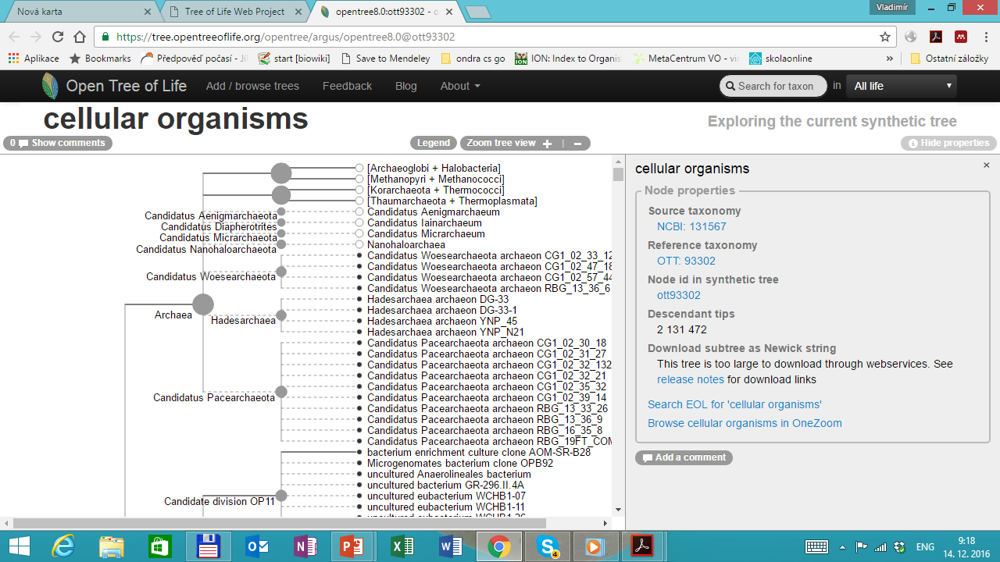 Nová karta
Tree of Life Web Project
opentree8.0:ott93302 - o
Vladimír
https://tree.opentreeoflife.org/opentree/argus/opentree8.0@ott93302
Aplikace Bookmarks Předpověď počasí - Ji start [biowiki] Save to Mendeley ondra cs go ION: Index to Organis MetaCentrum VO - vi skolaonline » Ostatní záložky
Open Tree of Life Add / browse trees Feedback Blog About Search for taxon in All life
cellular organisms
Exploring the current synthetic tree
0 Show comments Legend Zoom tree view + | − Hide properties
[Archaeoglobi + Halobacteria]
[Methanopyri + Methanococci]
[Korarchaeota + Thermococci]
[Thaumarchaeota + Thermoplasmata]
Candidatus Aenigmarchaeota
Candidatus Aenigmarchaeum
Candidatus Diapherotrites
Candidatus Iainarchaeum
Candidatus Micrarchaeota
Candidatus Micrarchaeum
Candidatus Nanohaloarchaeota
Nanohaloarchaea
Candidatus Woesearchaeota archaeon CG1_02_33_12
Candidatus Woesearchaeota archaeon CG1_02_47_18
Candidatus Woesearchaeota
Candidatus Woesearchaeota archaeon CG1_02_57_44
Candidatus Woesearchaeota archaeon RBG_13_36_6
Hadesarchaea archaeon DG-33
Hadesarchaea archaeon DG-33-1
Archaea
Hadesarchaea
Hadesarchaea archaeon YNP_45
Hadesarchaea archaeon YNP_N21
Candidatus Pacearchaeota archaeon CG1_02_30_18
Candidatus Pacearchaeota archaeon CG1_02_31_27
Candidatus Pacearchaeota archaeon CG1_02_32_132
Candidatus Pacearchaeota archaeon CG1_02_32_21
Candidatus Pacearchaeota archaeon CG1_02_35_32
Candidatus Pacearchaeota
Candidatus Pacearchaeota archaeon CG1_02_39_14
Candidatus Pacearchaeota archaeon RBG_13_33_26
Candidatus Pacearchaeota archaeon RBG_13_36_9
Candidatus Pacearchaeota archaeon RBG_16_35_8
Candidatus Pacearchaeota archaeon RBG_19FT_COM
bacterium enrichment culture clone AOM-SR-B28
Microgenomates bacterium clone OPB92
uncultured Anaerolineales bacterium
uncultured bacterium GR-296.II.4A
Candidate division OP11
uncultured eubacterium WCHB1-07
uncultured eubacterium WCHB1-11
uncultured eubacterium WCHB1-26
cellular organisms
Node properties
Source taxonomy
NCBI: 131567
Reference taxonomy
OTT: 93302
Node id in synthetic tree
ott93302
Descendant tips
2 131 472
Download subtree as Newick string
This tree is too large to download through webservices. See
release notes for download links
Search EOL for 'cellular organisms'
Browse cellular organisms in OneZoom
Add a comment
4
ENG
9:18
14. 12. 2016